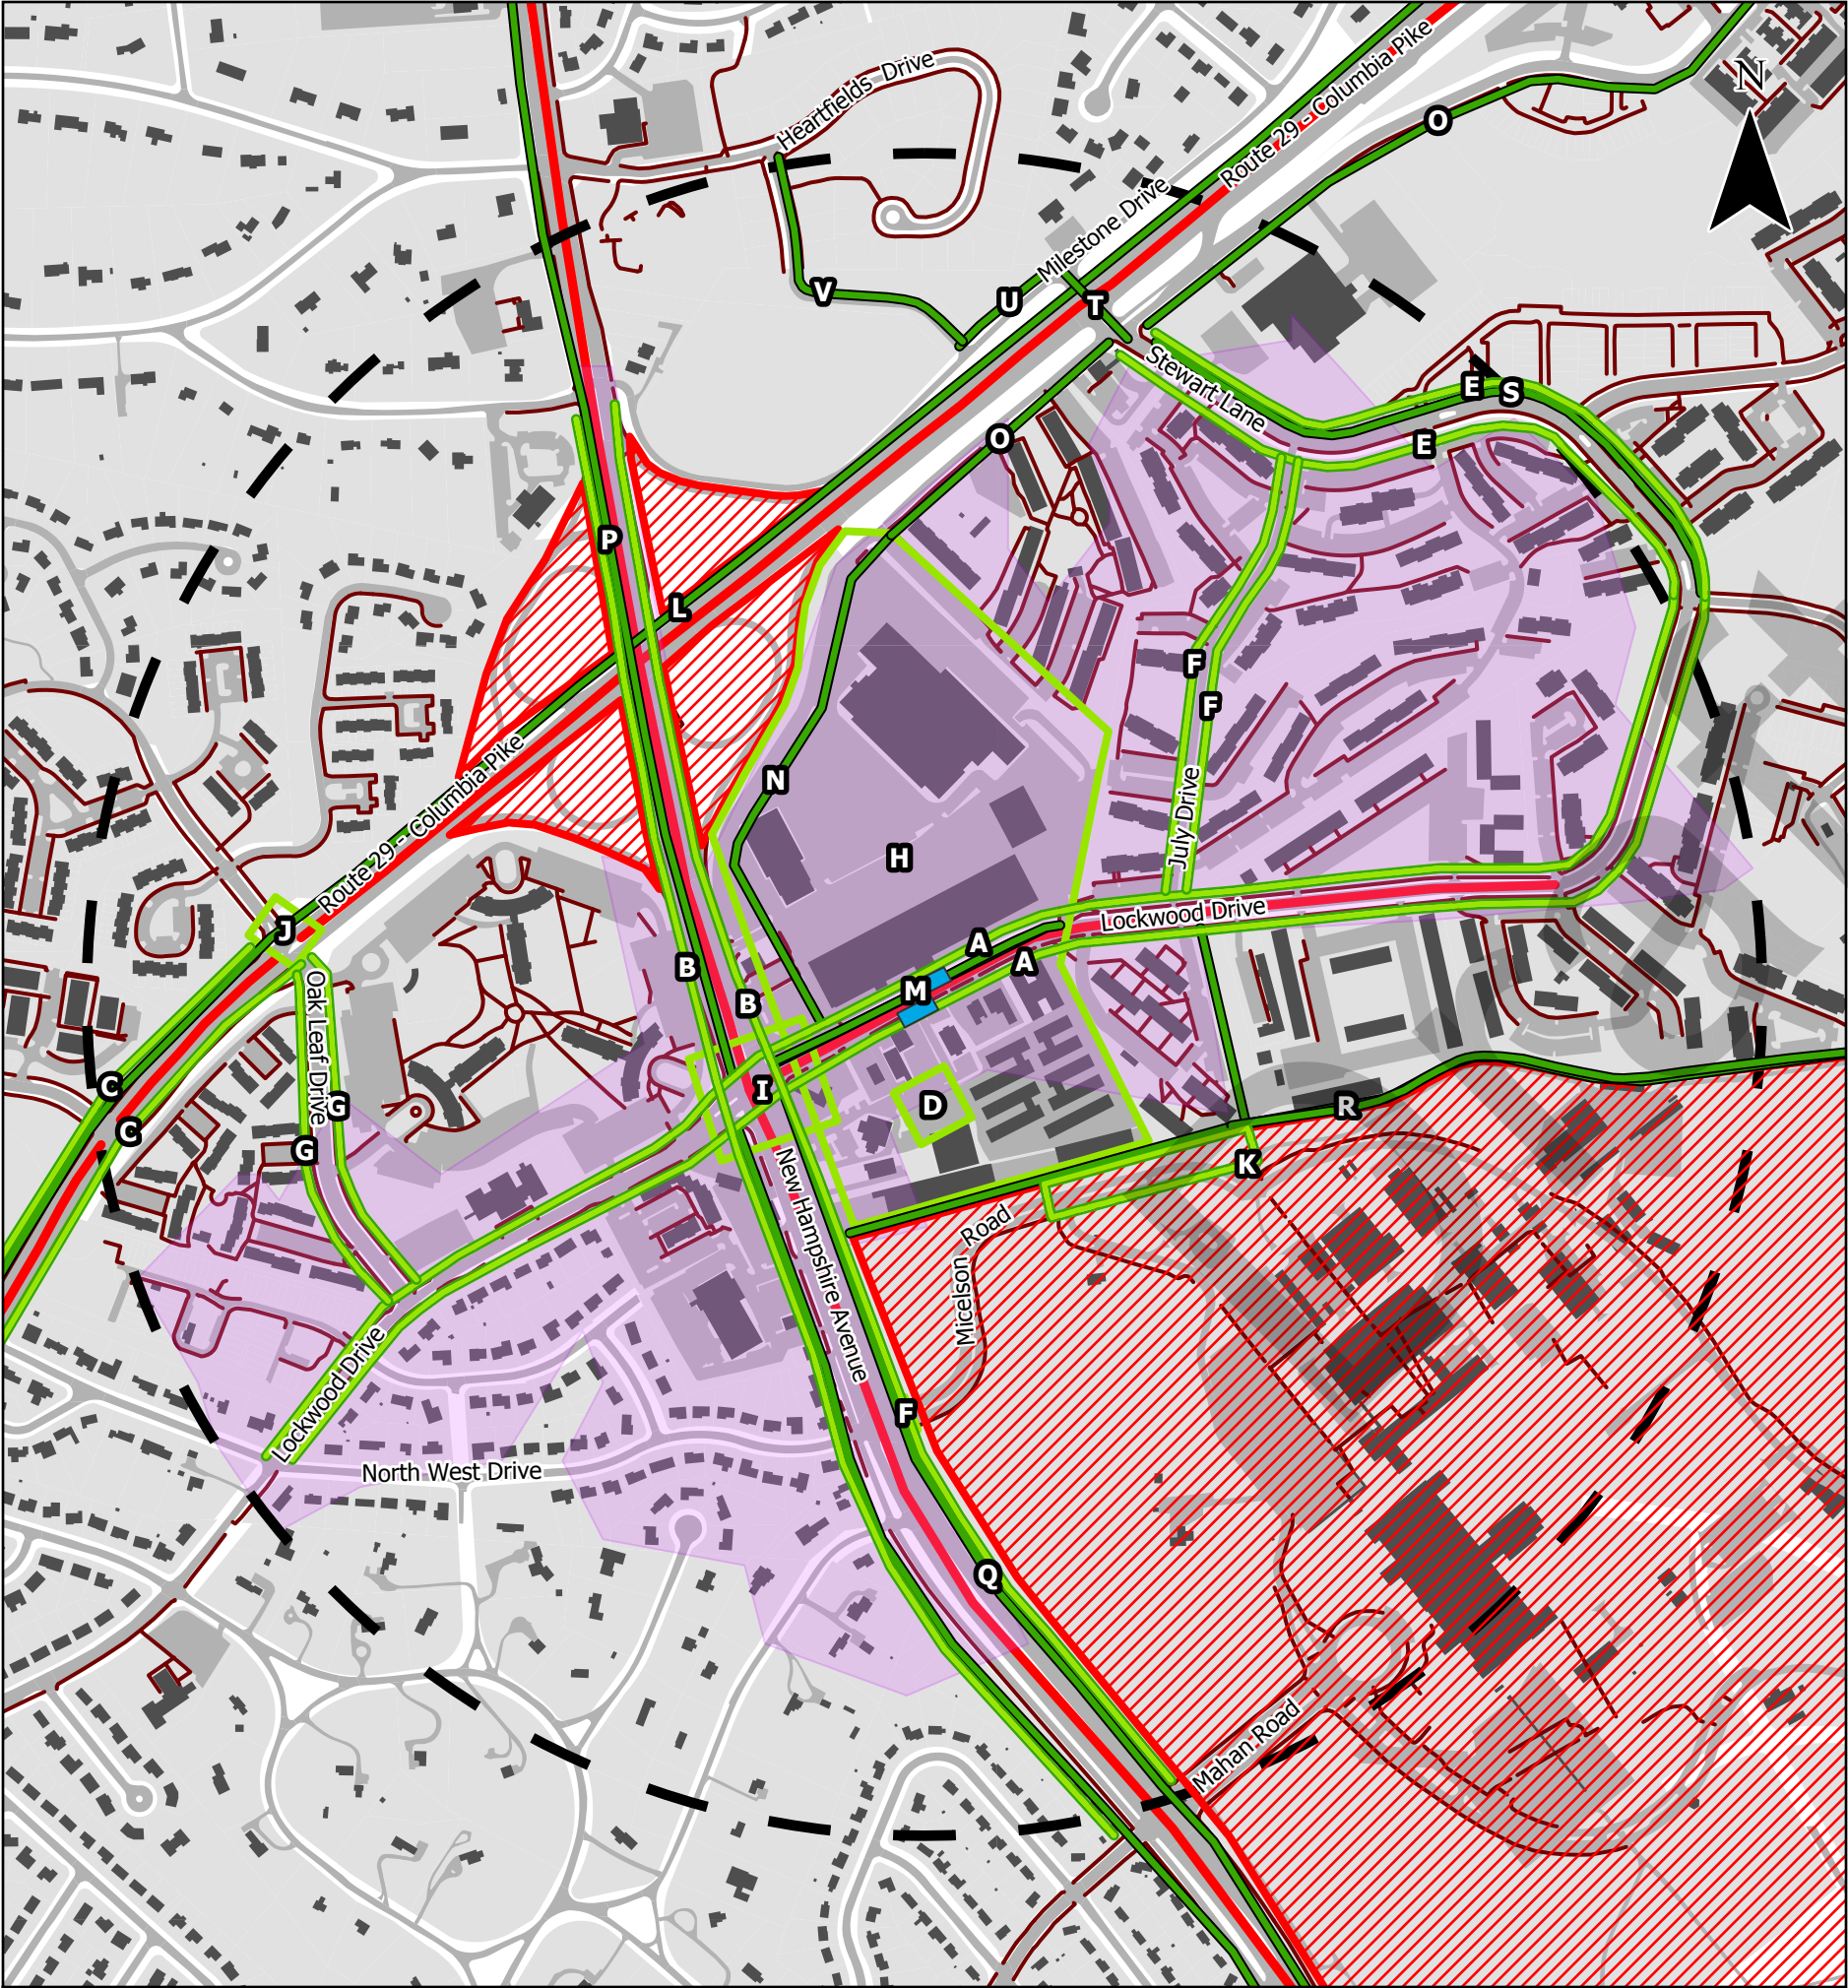 Heartfields Drive
Route 29 - Columbia Pike
N
O
Milestone Drive
V
U
T
Stewart Lane
E
S
O
E
P
L
F
F
Route 29 - Columbia Pike
N
July Drive
H
J
Lockwood Drive
A
A
B
M
B
Oak Leaf Drive
C
G
I
D
R
C
G
K
New Hampshire Avenue
Micelson Road
Lockwood Drive
F
North West Drive
Q
Mahan Road